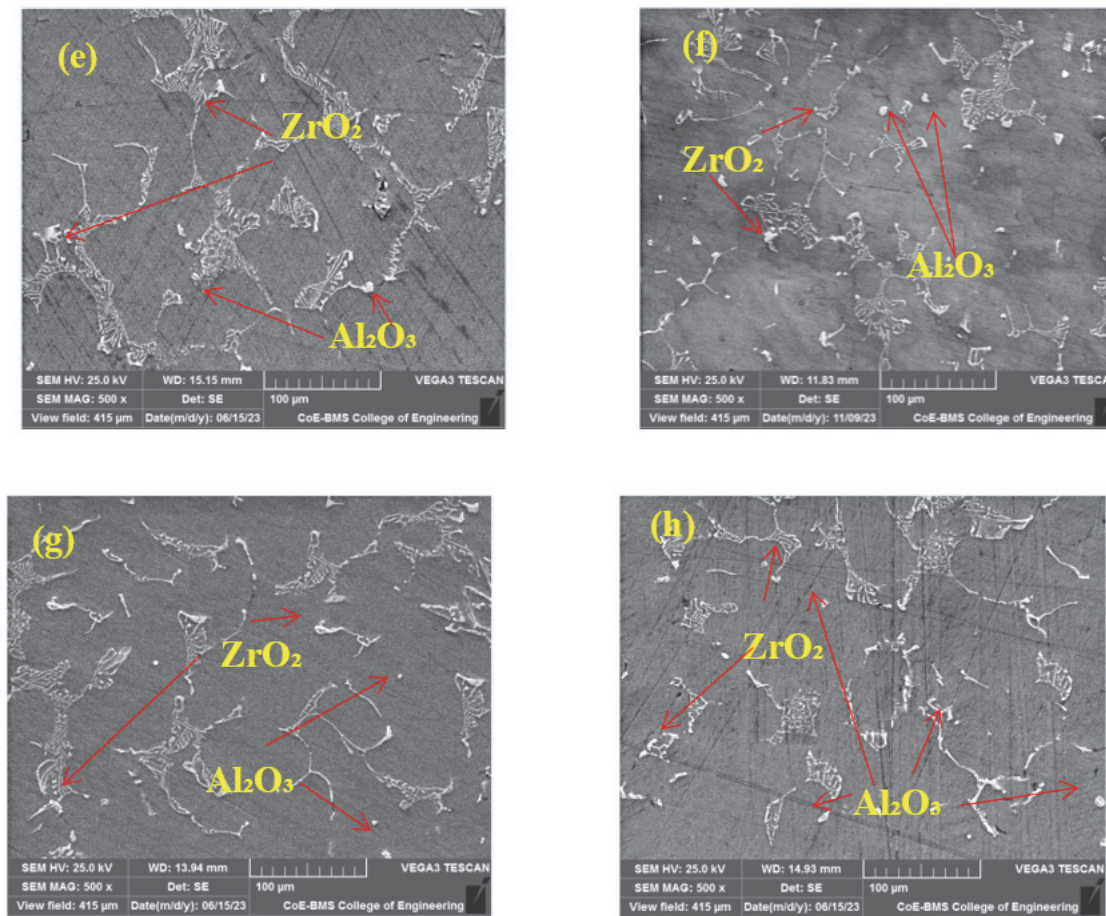 (e)
ZrO₂
Al₂O₃
SEM HV: 25.0 kV WD: 15.15 mm VEGA3 TESCAN
SEM MAG: 500 x Det: SE 100 µm
View field: 415 µm Date(m/d/y): 06/15/23 CoE-BMS College of Engineering
(f)
ZrO₂
Al₂O₃
SEM HV: 25.0 kV WD: 11.83 mm VEGA3 TESCAN
SEM MAG: 500 x Det: SE 100 µm
View field: 415 µm Date(m/d/y): 11/09/23 CoE-BMS College of Engineering
(g)
ZrO₂
Al₂O₃
SEM HV: 25.0 kV WD: 13.94 mm VEGA3 TESCAN
SEM MAG: 500 x Det: SE 100 µm
View field: 415 µm Date(m/d/y): 06/15/23 CoE-BMS College of Engineering
(h)
ZrO₂
Al₂O₃
SEM HV: 25.0 kV WD: 14.93 mm VEGA3 TESCAN
SEM MAG: 500 x Det: SE 100 µm
View field: 415 µm Date(m/d/y): 06/15/23 CoE-BMS College of Engineering